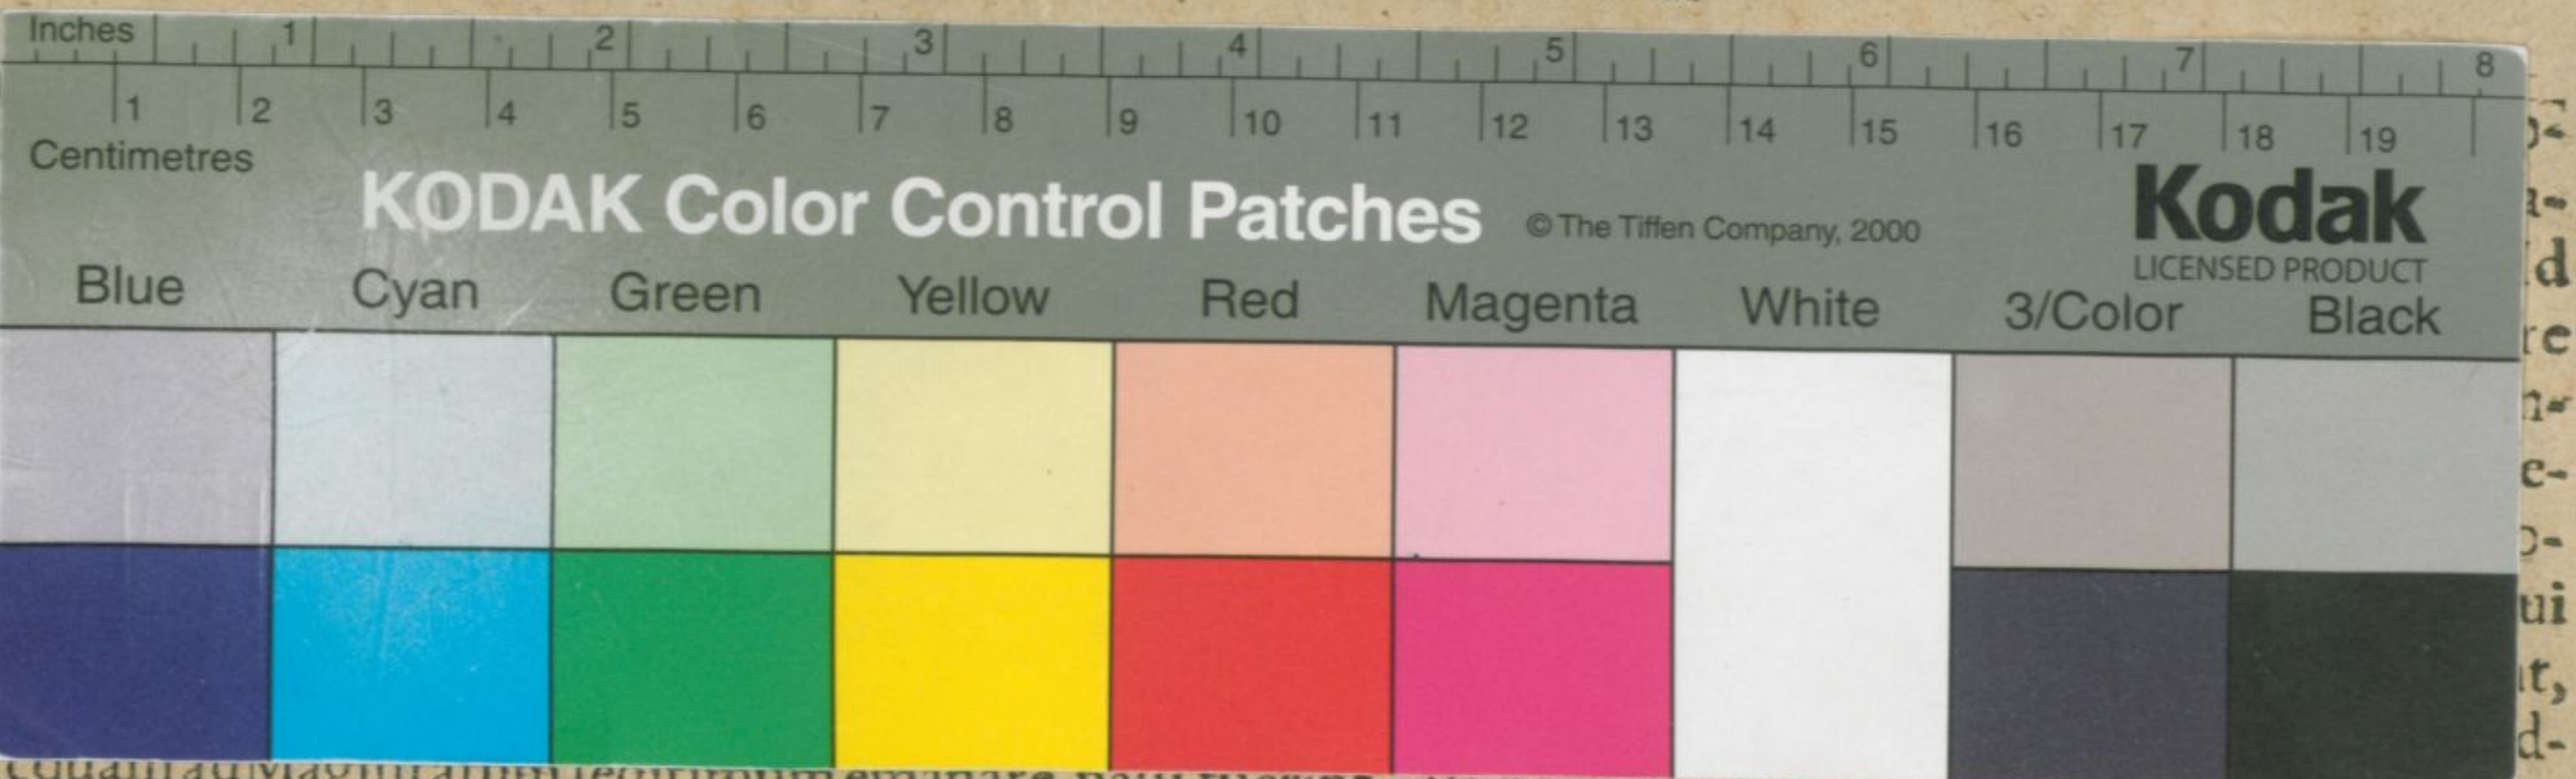 Inches 1 2 3 4 5 6 7 8
1 2 3 4 5 6 7 8 9 10 11 12 13 14 15 16 17 18 19
Centimetres
KODAK Color Control Patches © The Tiffen Company, 2000 Kodak
LICENSED PRODUCT
Blue Cyan Green Yellow Red Magenta White 3/Color Black
d
re
e-
ui
t,
d-